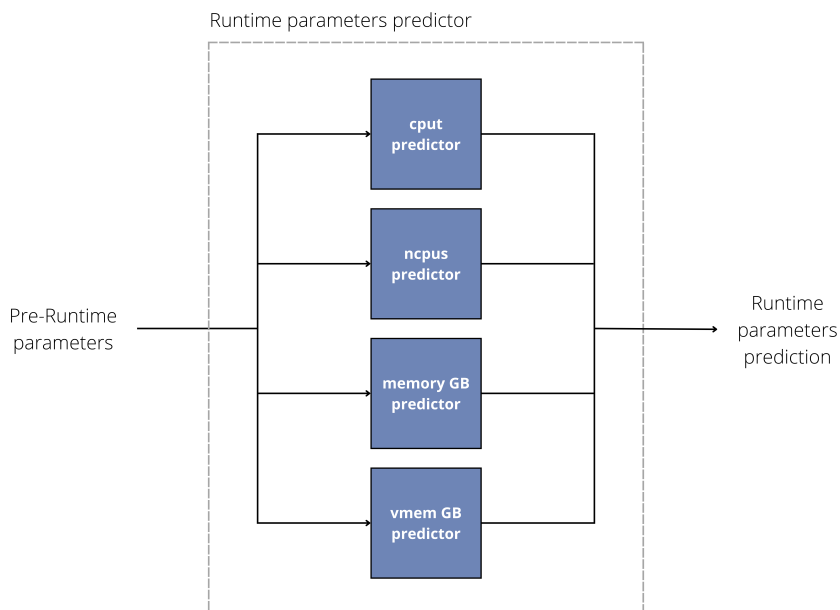 Runtime parameters predictor
cput
predictor
ncpus
predictor
Pre-Runtime
parameters
memory GB
predictor
vmem GB
predictor
Runtime
parameters
prediction